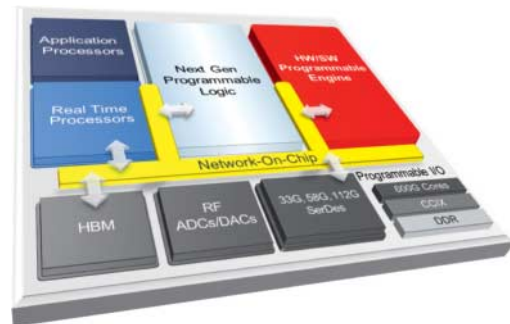 Application
Processors
Next Gen
Programmable
Logic
HW/SW
Programmable
Engine
Real Time
Processors
Network-On-Chip
Programmable I/O
HBM
RF
ADCs/DACs
33G, 58G, 112G
SerDes
600G Cores
CCIX
DDR